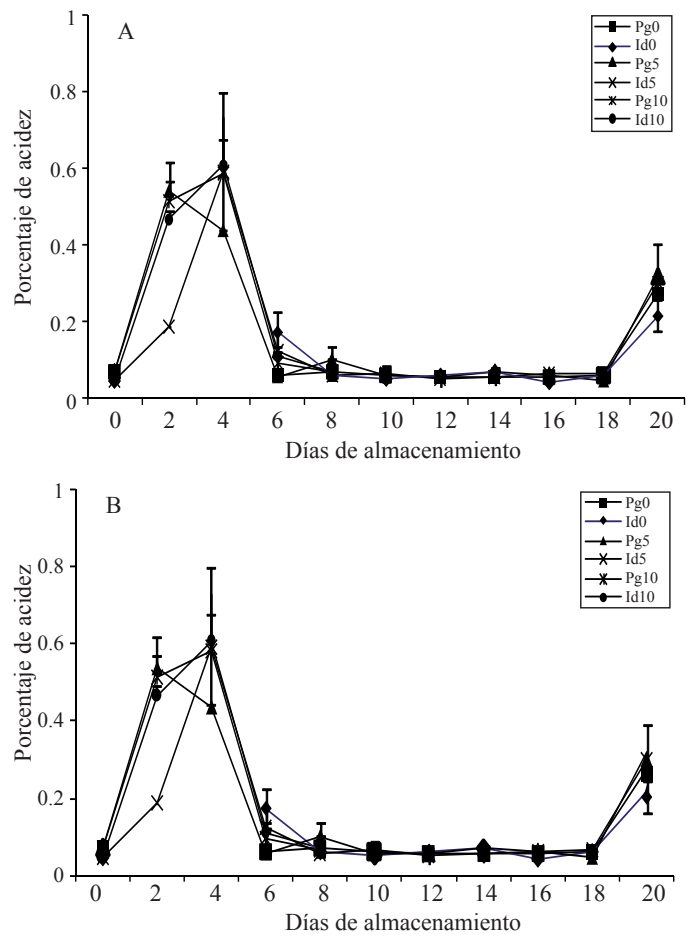 A
Pg0
Id0
Pg5
Id5
Pg10
Id10
Porcentaje de acidez
1
0.8
0.6
0.4
0.2
0
0 2 4 6 8 10 12 14 16 18 20
Días de almacenamiento
B
Pg0
Id0
Pg5
Id5
Pg10
Id10
Porcentaje de acidez
1
0.8
0.6
0.4
0.2
0
0 2 4 6 8 10 12 14 16 18 20
Días de almacenamiento